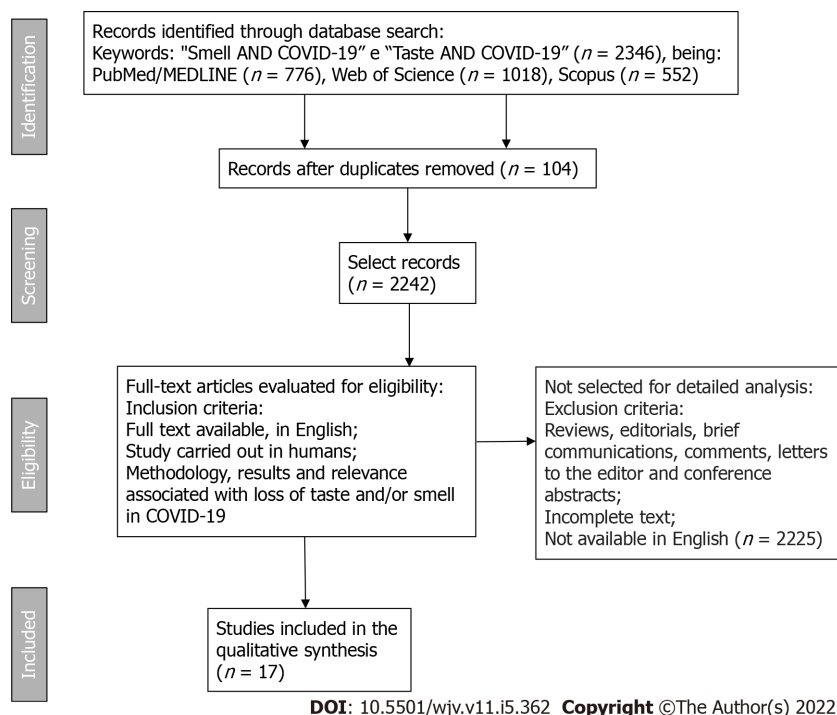 Identification
Records identified through database search:
Keywords: "Smell AND COVID-19” e “Taste AND COVID-19” (n = 2346), being:
PubMed/MEDLINE (n = 776), Web of Science (n = 1018), Scopus (n = 552)
Records after duplicates removed (n = 104)
Screening
Select records
(n = 2242)
Eligibility
Full-text articles evaluated for eligibility:
Inclusion criteria:
Full text available, in English;
Study carried out in humans;
Methodology, results and relevance
associated with loss of taste and/or smell
in COVID-19
Not selected for detailed analysis:
Exclusion criteria:
Reviews, editorials, brief
communications, comments, letters
to the editor and conference
abstracts;
Incomplete text;
Not available in English (n = 2225)
Included
Studies included in the
qualitative synthesis
(n = 17)
DOI: 10.5501/wjv.v11.i5.362 Copyright ©The Author(s) 2022